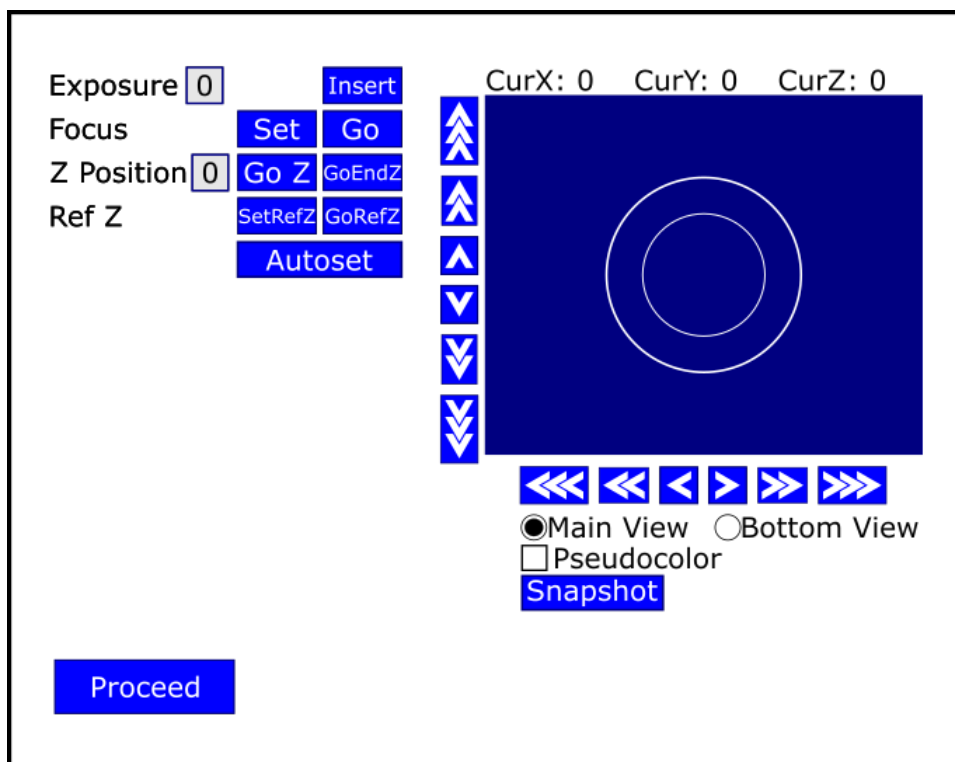 Exposure 0 Insert
Focus Set Go
Z Position 0 Go Z GoEndZ
Ref Z SetRefZ GoRefZ
Autoset
CurX: 0 CurY: 0 CurZ: 0
Main View Bottom View
Pseudocolor
Snapshot
Proceed